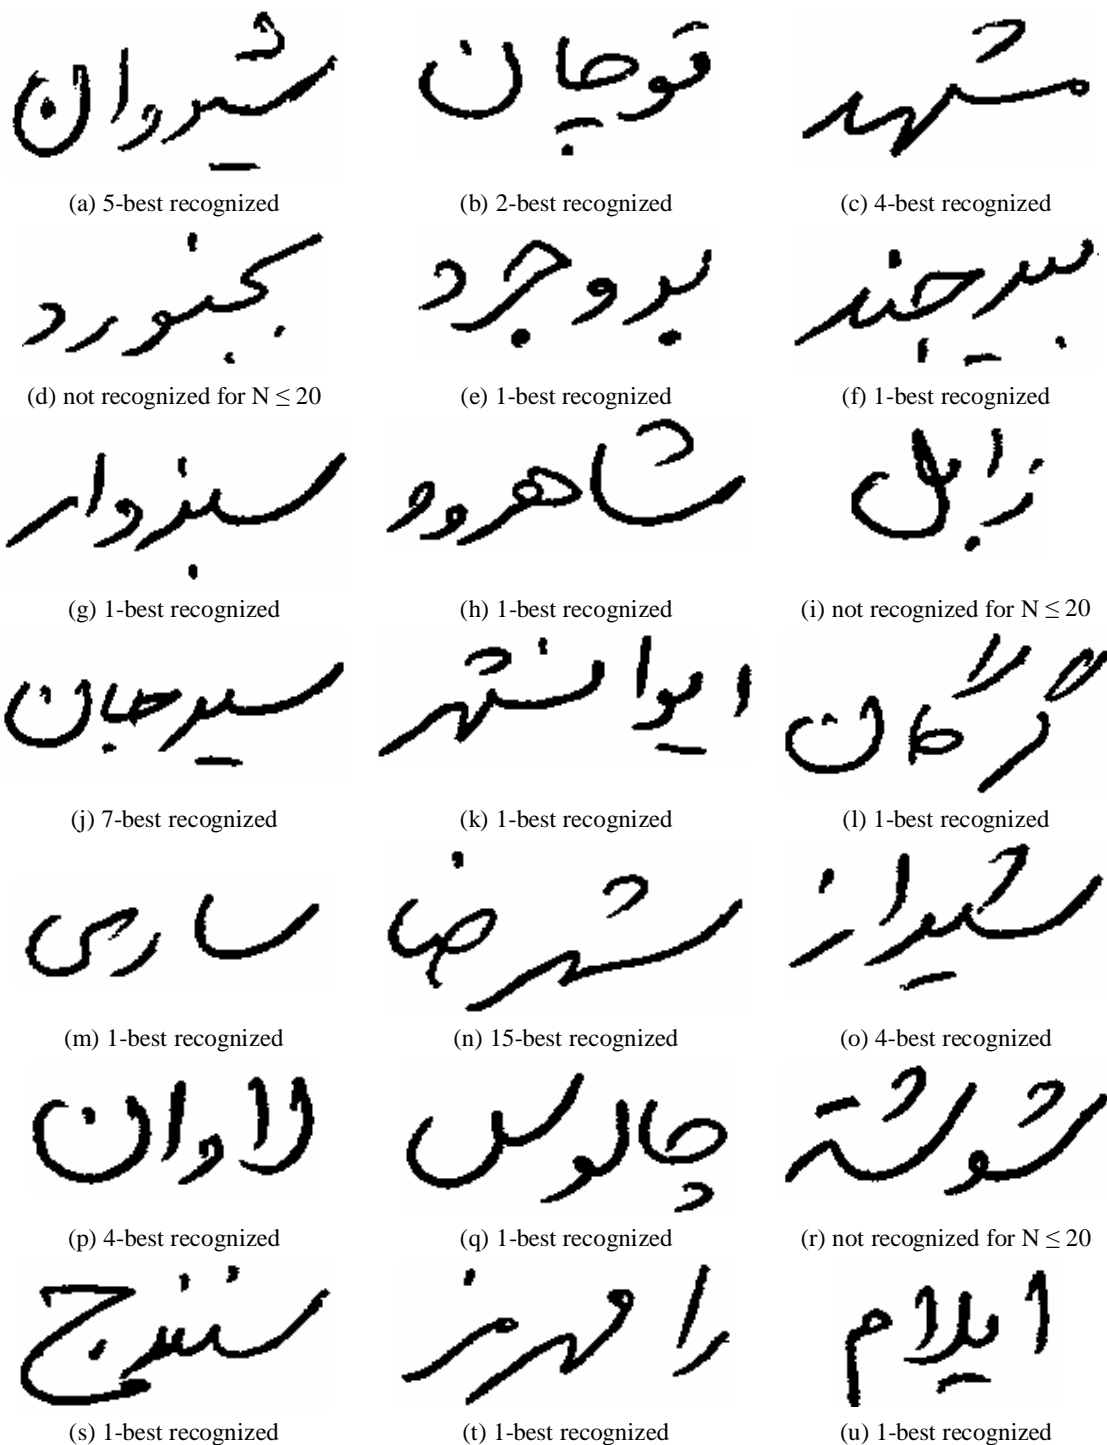 شیروان
قوچان
مشهد
(a) 5-best recognized
(b) 2-best recognized
(c) 4-best recognized
بجنورد
بروجرد
بیرجند
(d) not recognized for N ≤ 20
(e) 1-best recognized
(f) 1-best recognized
سبزوار
شاهرود
زابل
(g) 1-best recognized
(h) 1-best recognized
(i) not recognized for N ≤ 20
سیرجان
ایرانشهر
گرگان
(j) 7-best recognized
(k) 1-best recognized
(l) 1-best recognized
ساری
شهرضا
شیراز
(m) 1-best recognized
(n) 15-best recognized
(o) 4-best recognized
لاوان
چالوس
شوشتر
(p) 4-best recognized
(q) 1-best recognized
(r) not recognized for N ≤ 20
سنندج
رامهرمز
ایلام
(s) 1-best recognized
(t) 1-best recognized
(u) 1-best recognized